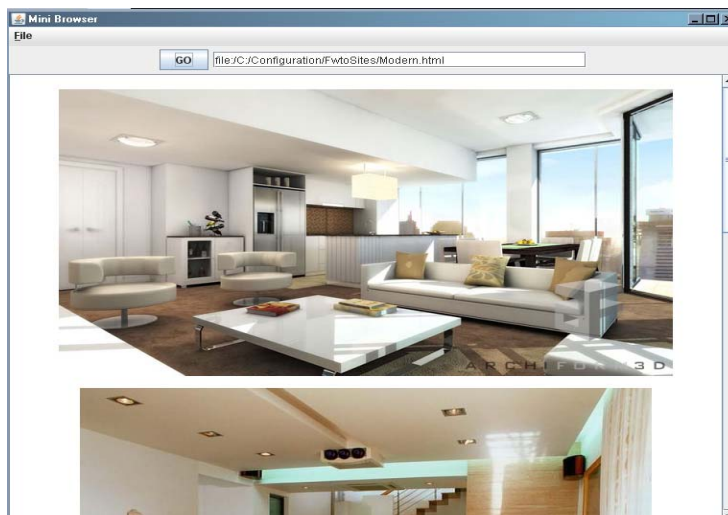 Mini Browser
File
GO file:/C:/Configuration/FwtoSites/Modern.html
ARCHIFORM3D